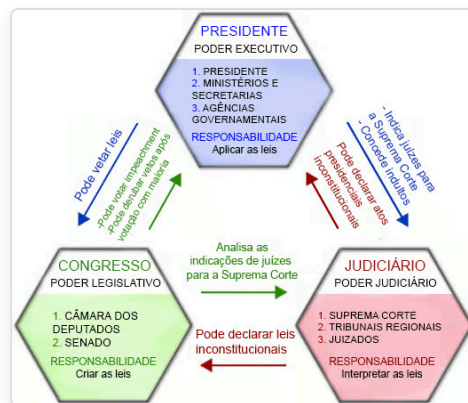 PRESIDENTE
PODER EXECUTIVO
1. PRESIDENTE
2. MINISTÉRIOS E
SECRETARIAS
3. AGÊNCIAS
GOVERNAMENTAIS
RESPONSABILIDADE
Aplicar as leis
Pode vetar leis
-Pode votar impeachment
-Pode derubar vetos após
votação com maioria
Pode declarar atos
presidenciais
inconstitucionais
- Indica juízes para
a Suprema Corte
- Concede indultos
CONGRESSO
PODER LEGISLATIVO
1. CÂMARA DOS
DEPUTADOS
2. SENADO
RESPONSABILIDADE
Criar as leis
Analisa as
indicações de juízes
para a Suprema Corte
Pode declarar leis
inconstitucionais
JUDICIÁRIO
PODER JUDICIÁRIO
1. SUPREMA CORTE
2. TRIBUNAIS REGIONAIS
3. JUIZADOS
RESPONSABILIDADE
Interpretar as leis